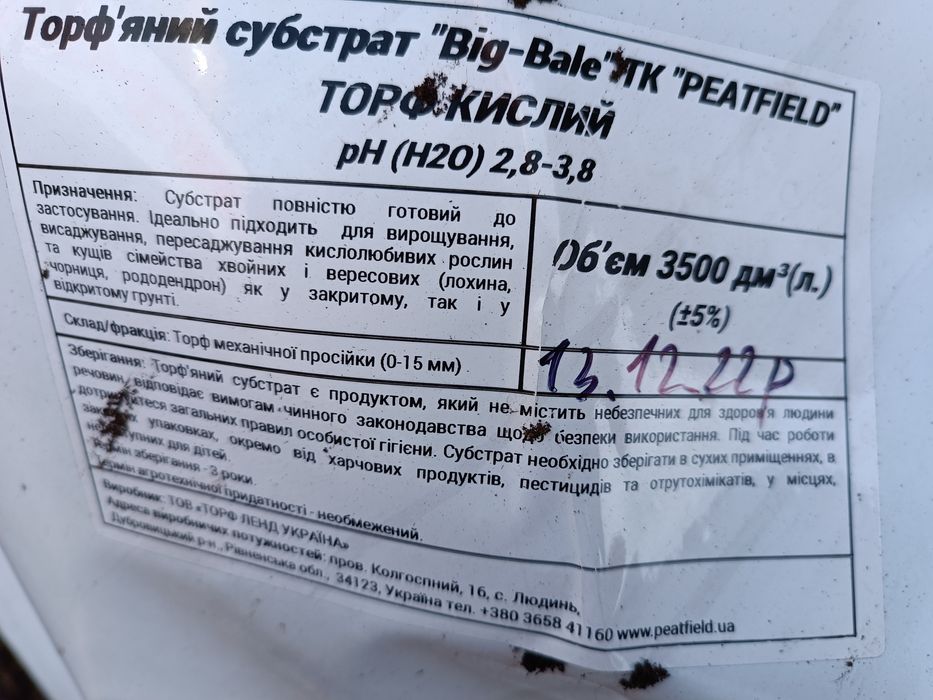 Торф'яний субстрат "Big-Bale" ТК "PEATFIELD"
ТОРФ КИСЛИЙ
pH (H2O) 2,8-3,8
Призначення: Субстрат повністю готовий до
застосування. Ідеально підходить для вирощування,
висаджування, пересаджування кислолюбивих рослин
та кущів сімейства хвойних і вересових (лохина,
чорниця, рододендрон) як у закритому, так і у
відкритому грунті.
Об'єм 3500 дм³(л.)
(±5%)
Склад/фракція: Торф механічної просійки (0-15 мм)
13.12.22р
Зберігання: Торф'яний субстрат є продуктом, який не містить небезпечних для здоров'я людини
речовин, відповідає вимогам чинного законодавства щодо безпеки використання. Під час роботи
дотримуйтеся загальних правил особистої гігієни. Субстрат необхідно зберігати в сухих приміщеннях, в
закритих упаковках, окремо від харчових продуктів, пестицидів та отрутохімікатів, у місцях,
недоступних для дітей.
Термін зберігання - 3 роки.
Термін агротехнічної придатності - необмежений.
Виробник: ТОВ «ТОРФ ЛЕНД УКРАЇНА»
Адреса виробничих потужностей: пров. Колгоспний, 16, с. Людинь,
Дубровицький р-н., Рівненська обл., 34123, Україна тел. +380 3658 41160 www.peatfield.ua